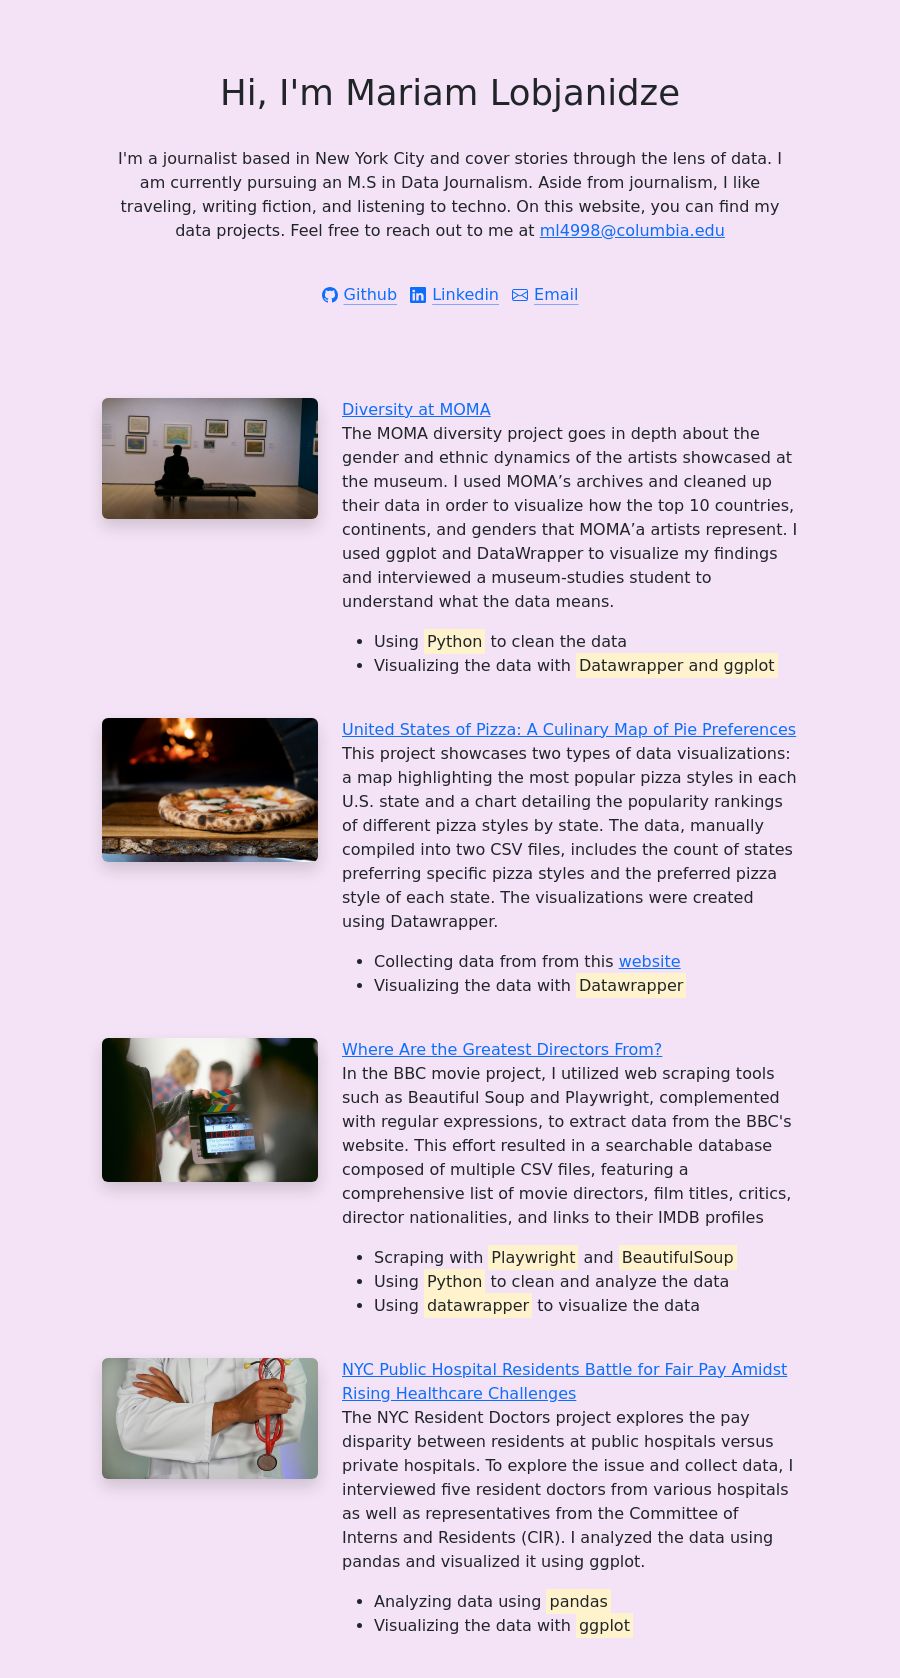 Hi, I'm Mariam Lobjanidze
I'm a journalist based in New York City and cover stories through the lens of data. I
am currently pursuing an M.S in Data Journalism. Aside from journalism, I like
traveling, writing fiction, and listening to techno. On this website, you can find my
data projects. Feel free to reach out to me at ml4998@columbia.edu
Github Linkedin Email
Diversity at MOMA
The MOMA diversity project goes in depth about the
gender and ethnic dynamics of the artists showcased at
the museum. I used MOMA’s archives and cleaned up
their data in order to visualize how the top 10 countries,
continents, and genders that MOMA’a artists represent. I
used ggplot and DataWrapper to visualize my findings
and interviewed a museum-studies student to
understand what the data means.
• Using Python to clean the data
• Visualizing the data with Datawrapper and ggplot
United States of Pizza: A Culinary Map of Pie Preferences
This project showcases two types of data visualizations:
a map highlighting the most popular pizza styles in each
U.S. state and a chart detailing the popularity rankings
of different pizza styles by state. The data, manually
compiled into two CSV files, includes the count of states
preferring specific pizza styles and the preferred pizza
style of each state. The visualizations were created
using Datawrapper.
• Collecting data from from this website
• Visualizing the data with Datawrapper
Where Are the Greatest Directors From?
In the BBC movie project, I utilized web scraping tools
such as Beautiful Soup and Playwright, complemented
with regular expressions, to extract data from the BBC's
website. This effort resulted in a searchable database
composed of multiple CSV files, featuring a
comprehensive list of movie directors, film titles, critics,
director nationalities, and links to their IMDB profiles
• Scraping with Playwright and BeautifulSoup
• Using Python to clean and analyze the data
• Using datawrapper to visualize the data
NYC Public Hospital Residents Battle for Fair Pay Amidst
Rising Healthcare Challenges
The NYC Resident Doctors project explores the pay
disparity between residents at public hospitals versus
private hospitals. To explore the issue and collect data, I
interviewed five resident doctors from various hospitals
as well as representatives from the Committee of
Interns and Residents (CIR). I analyzed the data using
pandas and visualized it using ggplot.
• Analyzing data using pandas
• Visualizing the data with ggplot